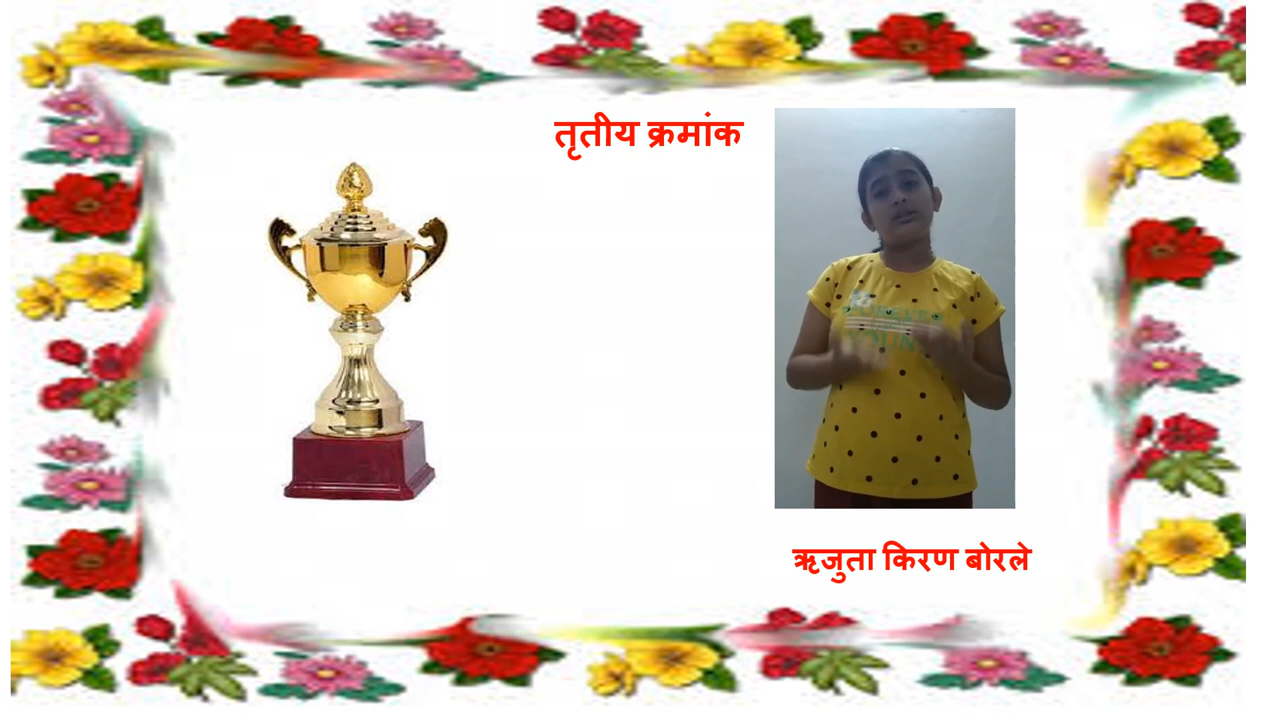 तृतीय क्रमांक
ऋजुता किरण बोरले